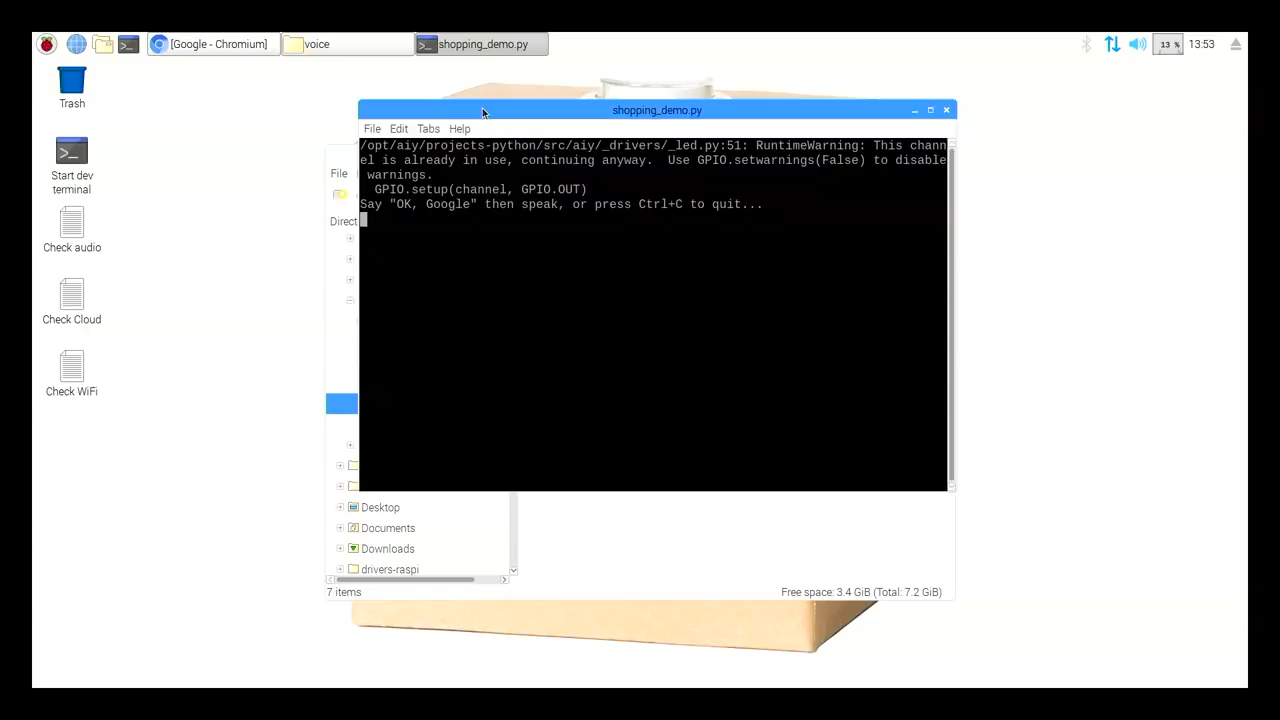 [Google - Chromium]
voice
shopping_demo.py
13 %
13:53
Trash
Start dev
terminal
Check audio
Check Cloud
Check WiFi
shopping_demo.py
File Edit Tabs Help
/opt/aiy/projects-python/src/aiy/_drivers/_led.py:51: RuntimeWarning: This chann
el is already in use, continuing anyway.  Use GPIO.setwarnings(False) to disable
 warnings.
  GPIO.setup(channel, GPIO.OUT)
Say "OK, Google" then speak, or press Ctrl+C to quit...
File
Direct
Desktop
Documents
Downloads
drivers-raspi
7 items
Free space: 3.4 GiB (Total: 7.2 GiB)